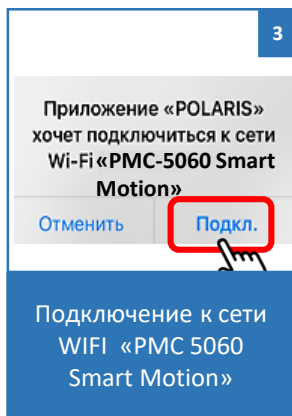 3
Приложение «POLARIS»
хочет подключиться к сети
Wi-Fi «PMC-5060 Smart
Motion»
Отменить Подкл.
Подключение к сети
WIFI «PMC 5060
Smart Motion»